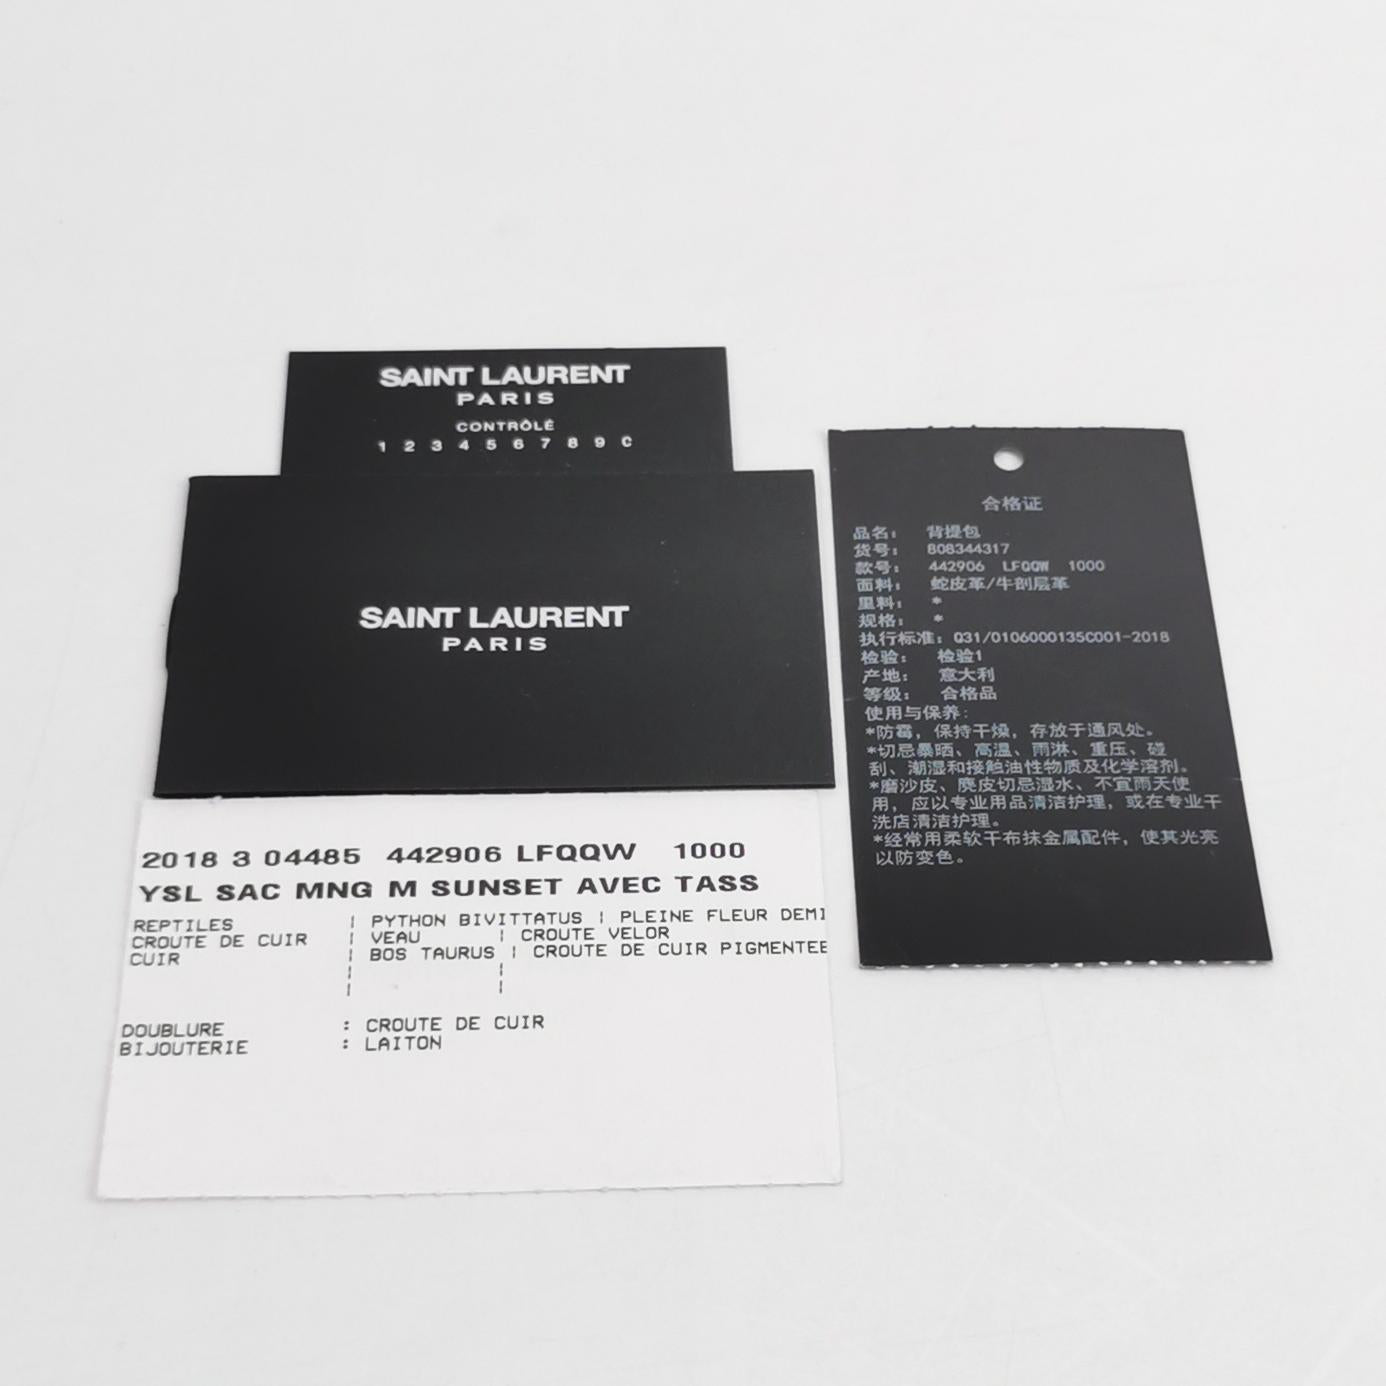 SAINT LAURENT
PARIS
CONTRÔLE
1 2 3 4 5 6 7 8 9 C
SAINT LAURENT
PARIS
2018 3 04485 442906 LFQQW 1000
YSL SAC MNG M SUNSET AVEC TASS
REPTILES | PYTHON BIVITTATUS | PLEINE FLEUR DEMI
CROUTE DE CUIR | VEAU | CROUTE VELOR
CUIR | BOS TAURUS | CROUTE DE CUIR PIGMENTEE
| |
| |
DOUBLURE : CROUTE DE CUIR
BIJOUTERIE : LAITON
合格证
品名: 背提包
货号: 808344317
款号: 442906 LFQQW 1000
面料: 蛇皮革/牛剖层革
里料: *
规格: *
执行标准: Q31/0106000135C001-2018
检验: 检验1
产地: 意大利
等级: 合格品
使用与保养:
*防霉，保持干燥，存放于通风处。
*切忌暴晒、高温、雨淋、重压、碰
刮、潮湿和接触油性物质及化学溶剂。
*磨沙皮、麂皮切忌湿水、不宜雨天使
用，应以专业用品清洁护理，或在专业干
洗店清洁护理。
*经常用柔软干布抹金属配件，使其光亮
以防变色。